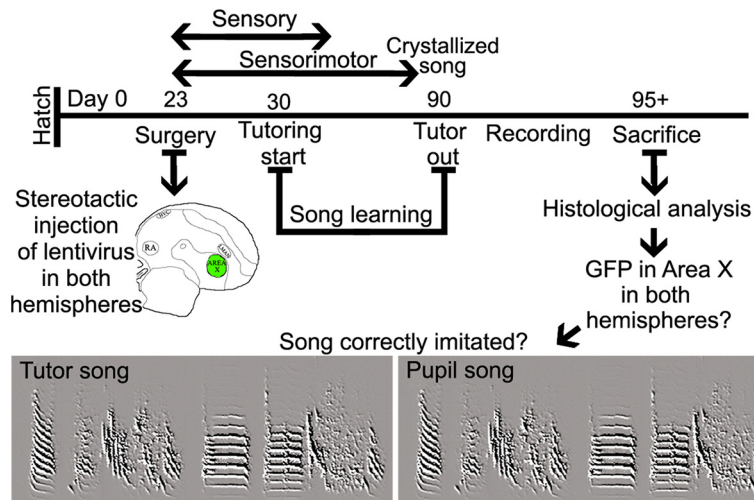 Sensory
Sensorimotor
Crystallized
song
Hatch
Day 0 23 30 90 95+
Surgery
Tutoring
start
Tutor
out
Recording
Sacrifice
Stereotactic
injection
of lentivirus
in both
hemispheres
HVC
RA
LMAN
AREA
X
Song learning
Histological analysis
GFP in Area X
in both
hemispheres?
Song correctly imitated?
Tutor song
Pupil song